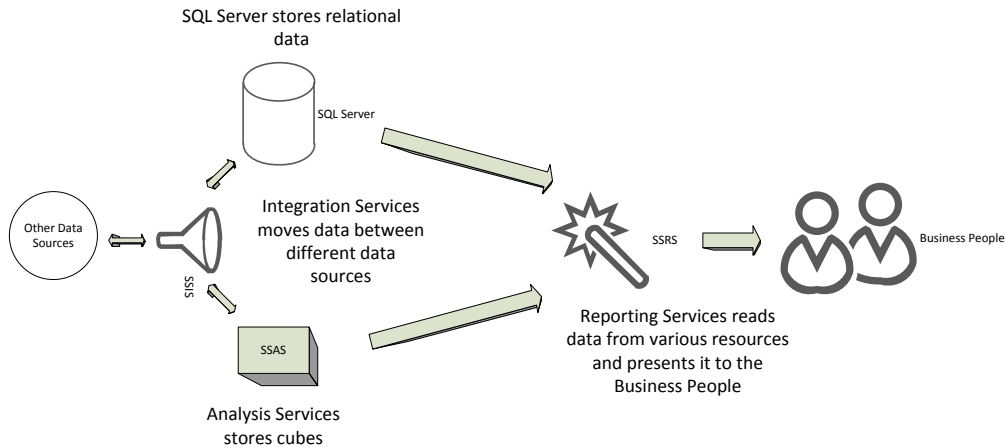 SQL Server stores relational
data
SQL Server
Other Data
Sources
SSIS
Integration Services
moves data between
different data
sources
SSAS
Analysis Services
stores cubes
SSRS
Reporting Services reads
data from various resources
and presents it to the
Business People
Business People